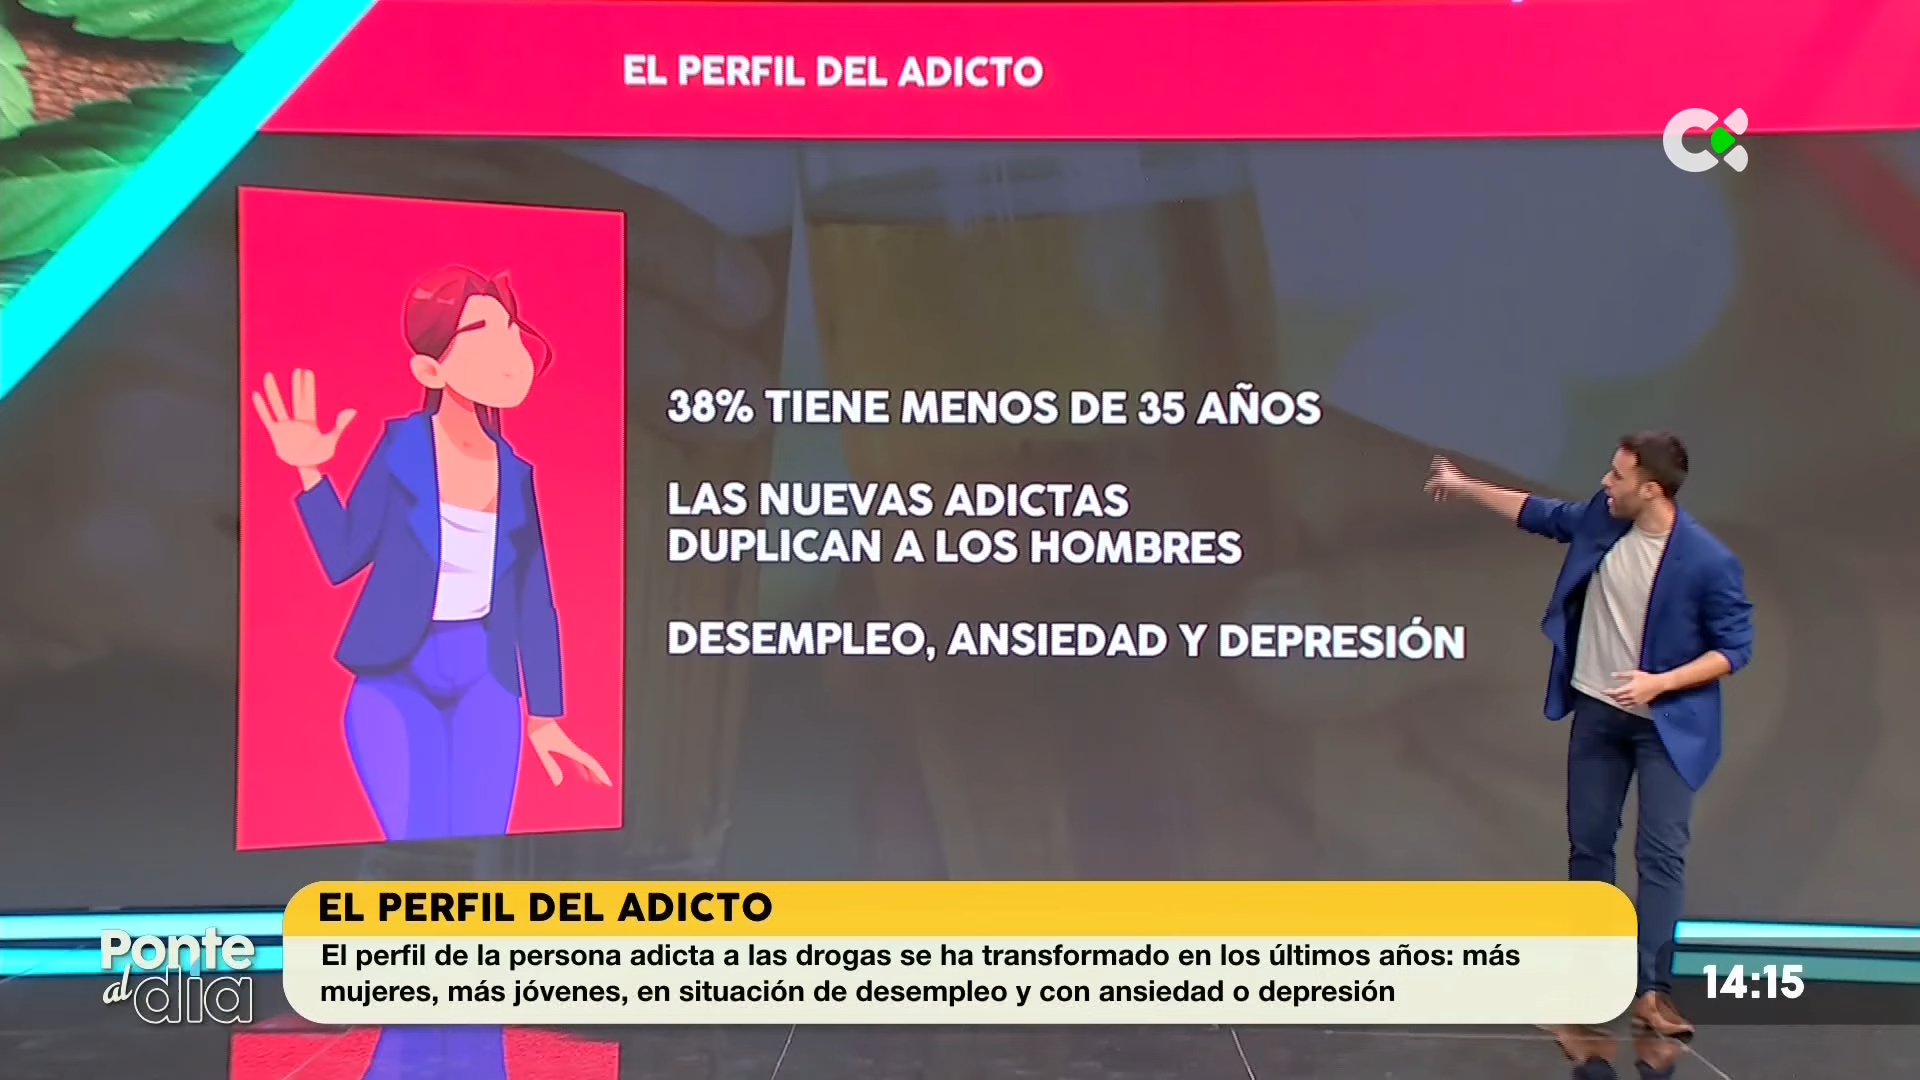 EL PERFIL DEL ADICTO
38% TIENE MENOS DE 35 AÑOS
LAS NUEVAS ADICTAS
DUPLICAN A LOS HOMBRES
DESEMPLEO, ANSIEDAD Y DEPRESIÓN
EL PERFIL DEL ADICTO
El perfil de la persona adicta a las drogas se ha transformado en los últimos años: más
mujeres, más jóvenes, en situación de desempleo y con ansiedad o depresión
Ponte
al día
14:15